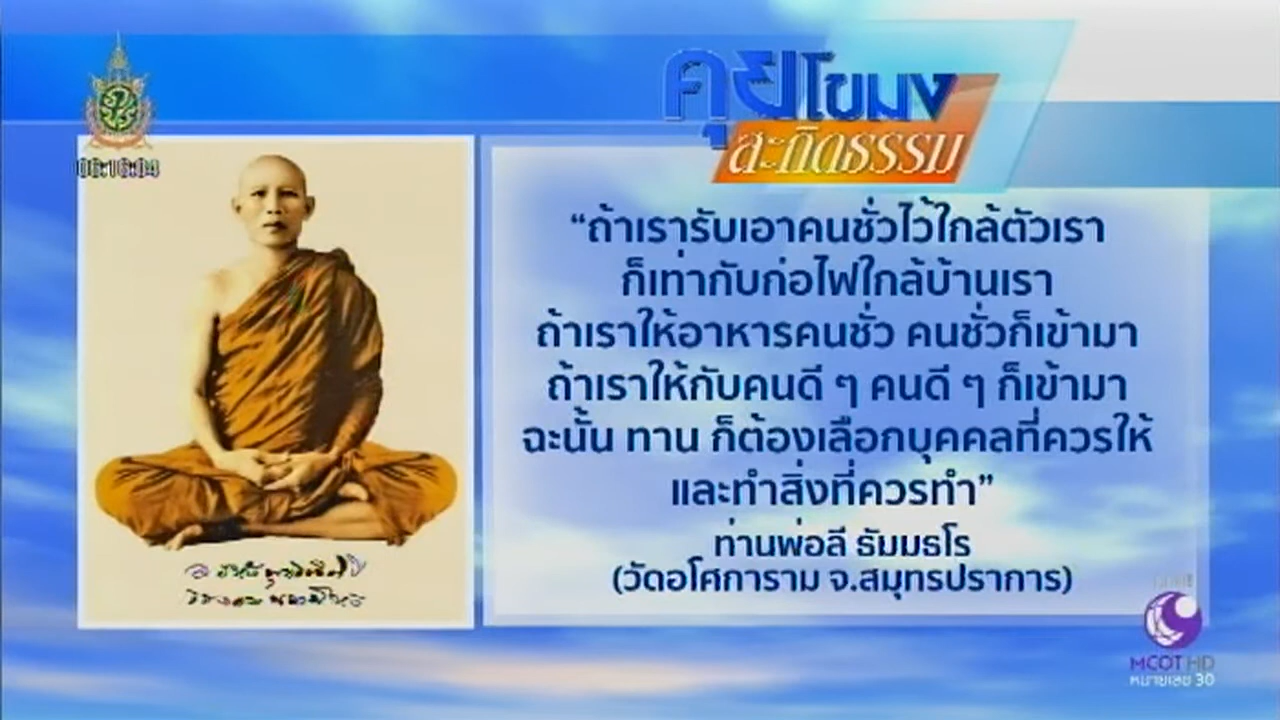 คุยโขมง
สะกิดธรรม
06:16:04
“ถ้าเรารับเอาคนชั่วไว้ใกล้ตัวเรา
ก็เท่ากับก่อไฟใกล้บ้านเรา
ถ้าเราให้อาหารคนชั่ว คนชั่วก็เข้ามา
ถ้าเราให้กับคนดี ๆ คนดี ๆ ก็เข้ามา
ฉะนั้น ทาน ก็ต้องเลือกบุคคลที่ควรให้
และทำสิ่งที่ควรทำ”
ท่านพ่อลี ธัมมธโร
(วัดอโศการาม จ.สมุทรปราการ)
MCOT HD
หมายเลข 30